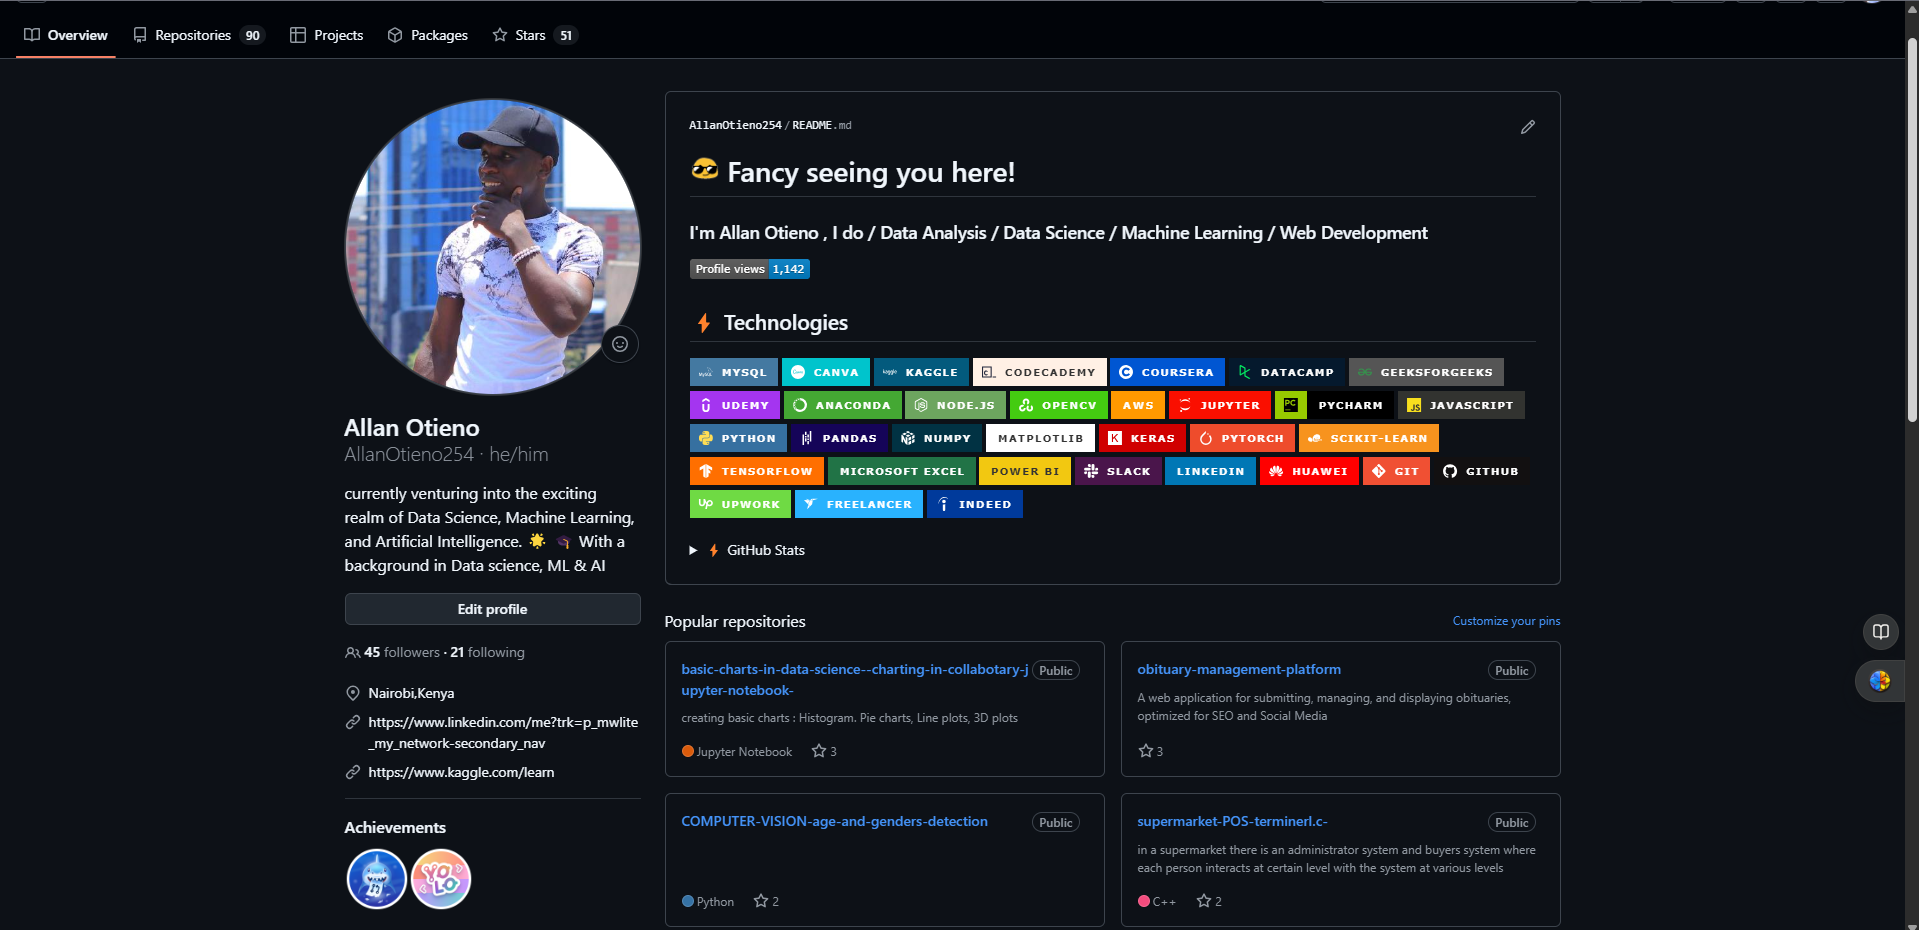 Overview
Repositories 90
Projects
Packages
Stars 51
AllanOtieno254/README.md
Fancy seeing you here!
I'm Allan Otieno , I do / Data Analysis / Data Science / Machine Learning / Web Development
Profile views 1,142
Technologies
MYSQL CANVA KAGGLE CODECADEMY COURSERA DATACAMP GEEKSFORGEEKS
UDEMY ANACONDA NODE.JS OPENCV AWS JUPYTER PYCHARM JAVASCRIPT
PYTHON PANDAS NUMPY MATPLOTLIB KERAS PYTORCH SCIKIT-LEARN
TENSORFLOW MICROSOFT EXCEL POWER BI SLACK LINKEDIN HUAWEI GIT GITHUB
UPWORK FREELANCER INDEED
GitHub Stats
Allan Otieno
AllanOtieno254 · he/him
currently venturing into the exciting
realm of Data Science, Machine Learning,
and Artificial Intelligence. 🌟 🎓 With a
background in Data science, ML & AI
Edit profile
45 followers · 21 following
Nairobi,Kenya
https://www.linkedin.com/me?trk=p_mwlite
_my_network-secondary_nav
https://www.kaggle.com/learn
Achievements
YOLO
Popular repositories
Customize your pins
basic-charts-in-data-science--charting-in-collabotary-j
upyter-notebook-
Public
creating basic charts : Histogram. Pie charts, Line plots, 3D plots
Jupyter Notebook 3
obituary-management-platform
Public
A web application for submitting, managing, and displaying obituaries,
optimized for SEO and Social Media
3
COMPUTER-VISION-age-and-genders-detection
Public
Python 2
supermarket-POS-terminerl.c-
Public
in a supermarket there is an administrator system and buyers system where
each person interacts at certain level with the system at various levels
C++ 2